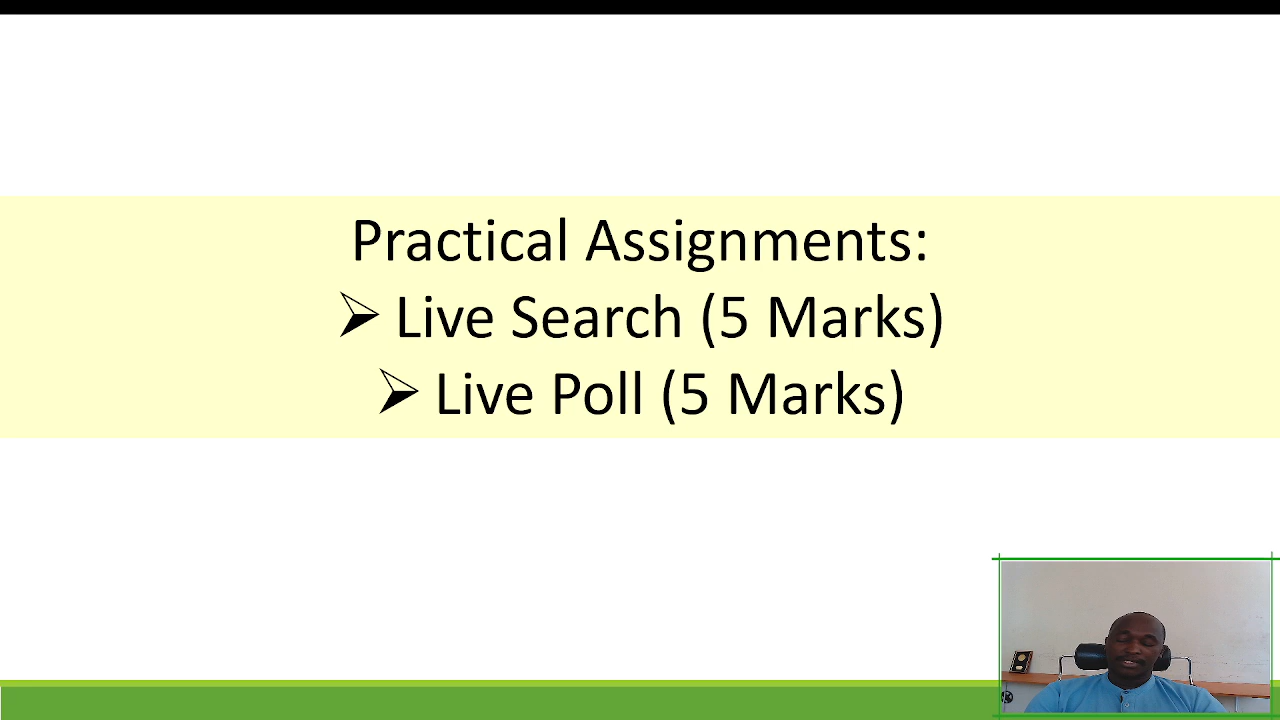 Practical Assignments:
➢ Live Search (5 Marks)
➢ Live Poll (5 Marks)